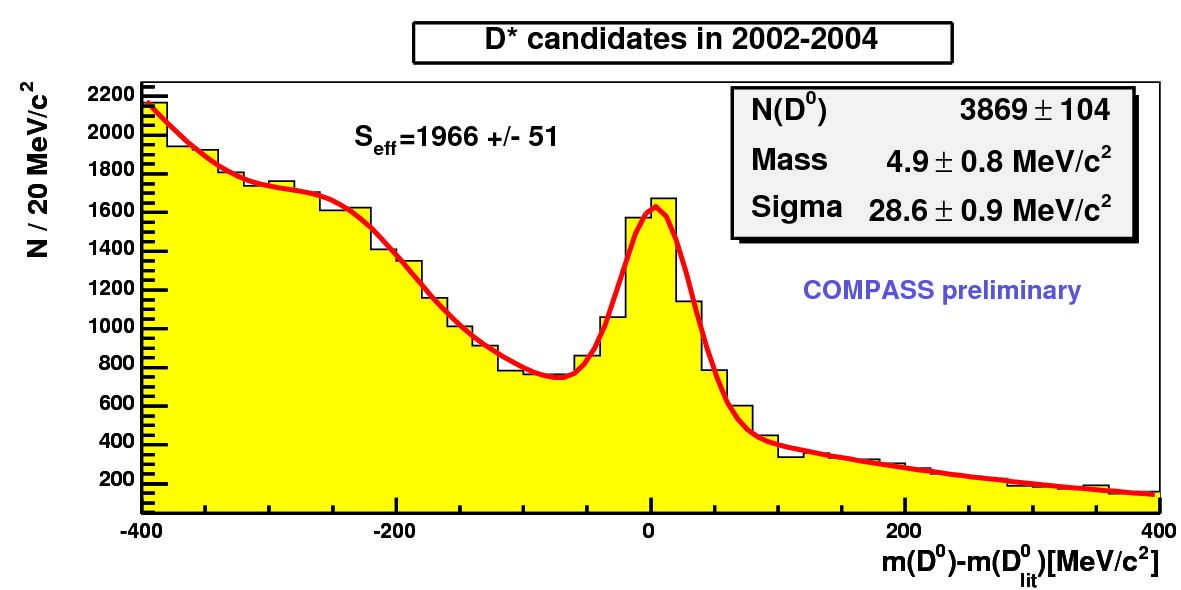 D* candidates in 2002-2004
N / 20 MeV/c²
2200
2000
1800
1600
1400
1200
1000
800
600
400
200
S_eff=1966 +/- 51
N(D⁰) 3869 ± 104
Mass 4.9 ± 0.8 MeV/c²
Sigma 28.6 ± 0.9 MeV/c²
COMPASS preliminary
-400 -200 0 200 400
m(D⁰)-m(D⁰_lit)[MeV/c²]